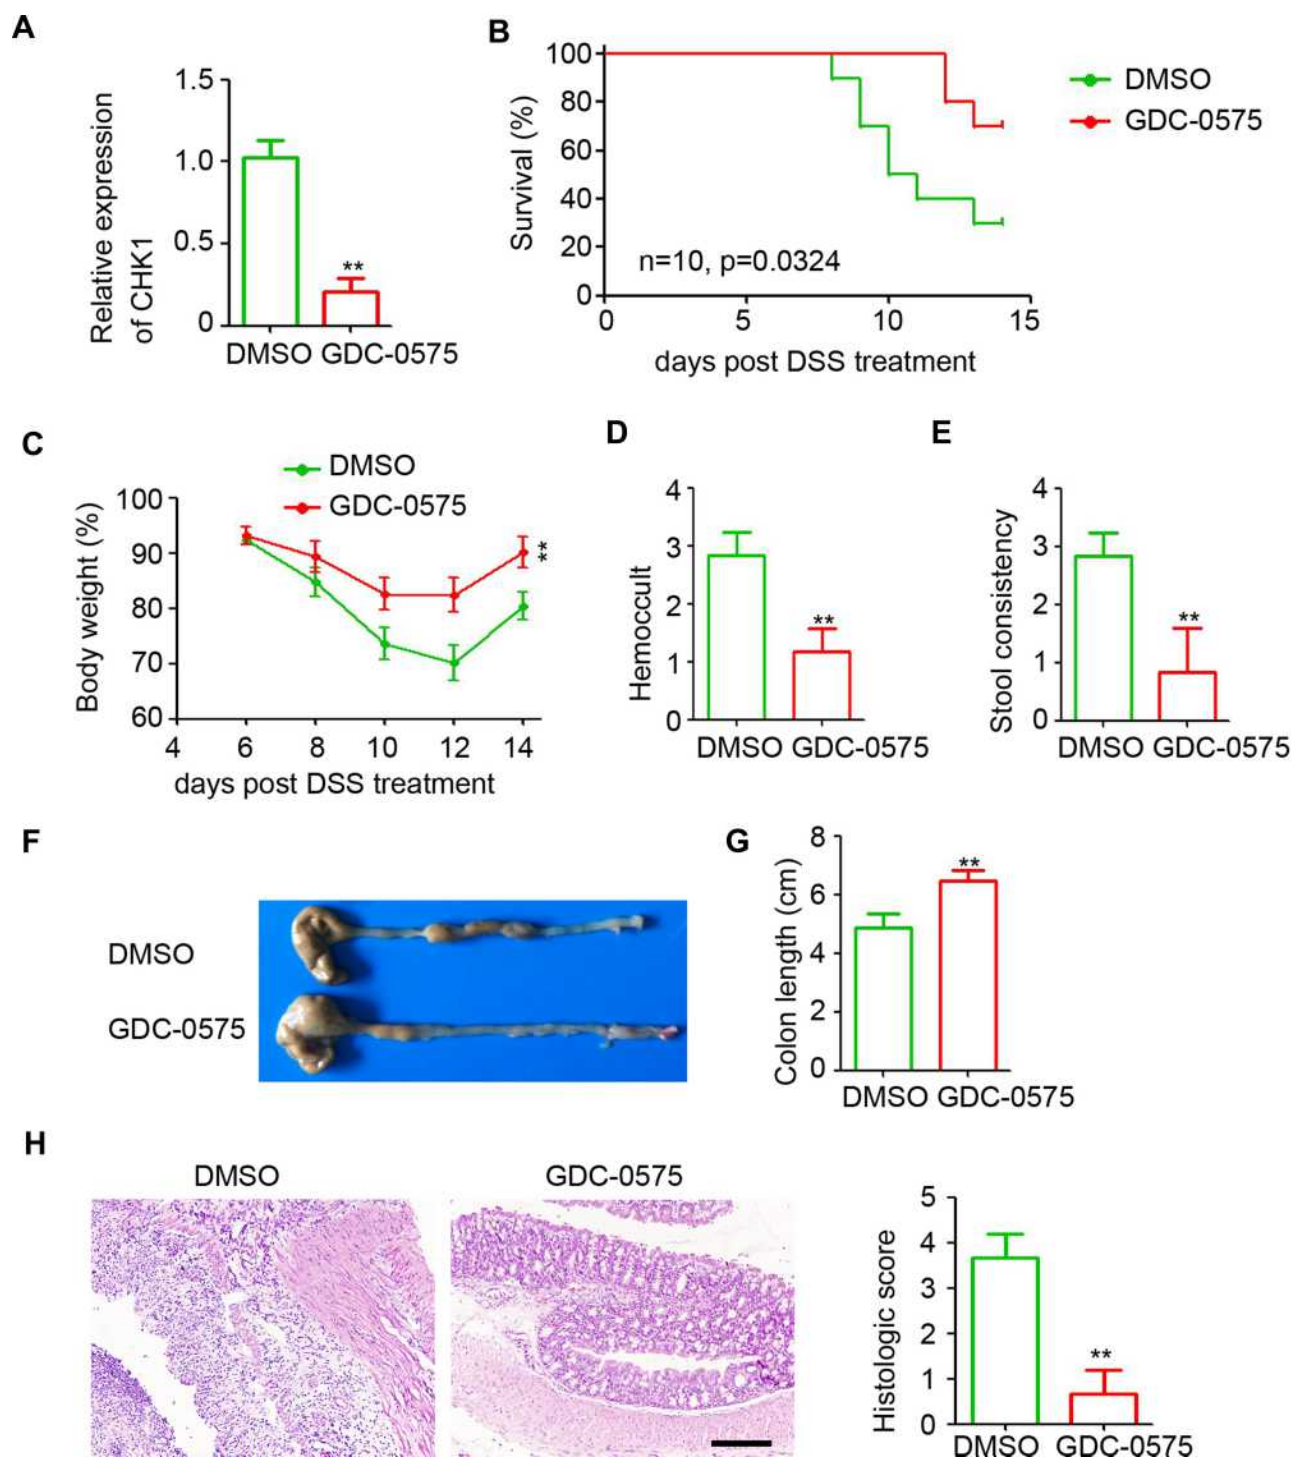 A
Relative expression
of CHK1
1.5
1.0
0.5
0
**
DMSO GDC-0575
B
Survival (%)
100
80
60
40
20
0
n=10, p=0.0324
0 5 10 15
days post DSS treatment
DMSO
GDC-0575
C
Body weight (%)
DMSO
GDC-0575
100
90
80
70
60
**
4 6 8 10 12 14
days post DSS treatment
D
Hemoccult
4
3
2
1
0
**
DMSO GDC-0575
E
Stool consistency
4
3
2
1
0
**
DMSO GDC-0575
F
DMSO
GDC-0575
G
Colon length (cm)
8
6
4
2
0
**
DMSO GDC-0575
H
DMSO
GDC-0575
Histologic score
5
4
3
2
1
0
**
DMSO GDC-0575